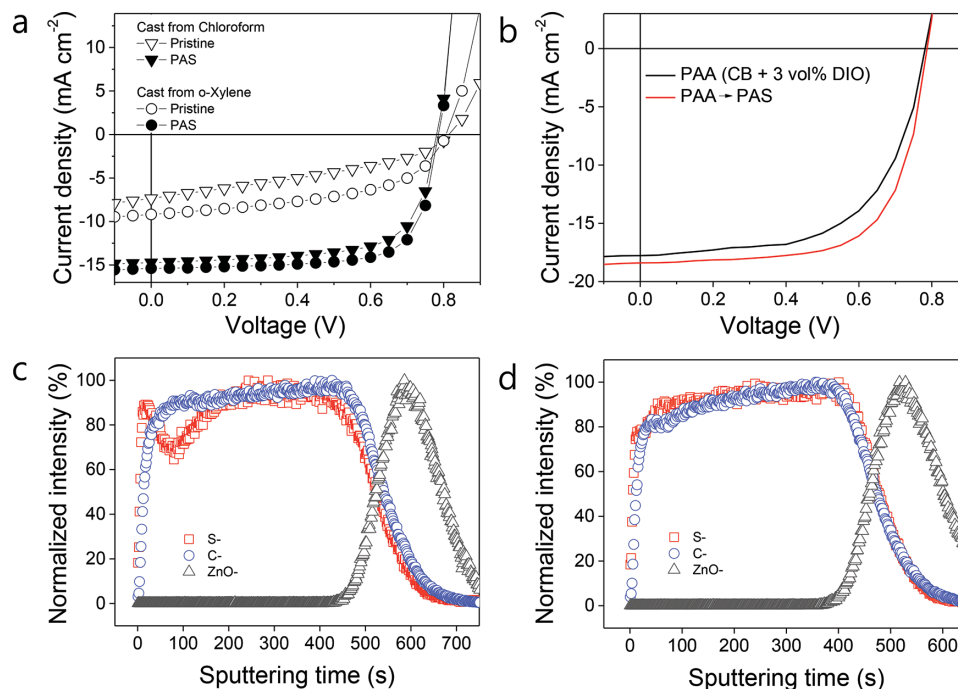 a
Current density (mA cm⁻²)
10
5
0
-5
-10
-15
Cast from Chloroform
Pristine
PAS
Cast from o-Xylene
Pristine
PAS
0.0 0.2 0.4 0.6 0.8
Voltage (V)
b
Current density (mA cm⁻²)
0
-5
-10
-15
-20
PAA (CB + 3 vol% DIO)
PAA → PAS
0.0 0.2 0.4 0.6 0.8
Voltage (V)
c
Normalized intensity (%)
100
80
60
40
20
0
S-
C-
ZnO-
0 100 200 300 400 500 600 700
Sputtering time (s)
d
Normalized intensity (%)
100
80
60
40
20
0
S-
C-
ZnO-
0 100 200 300 400 500 600
Sputtering time (s)